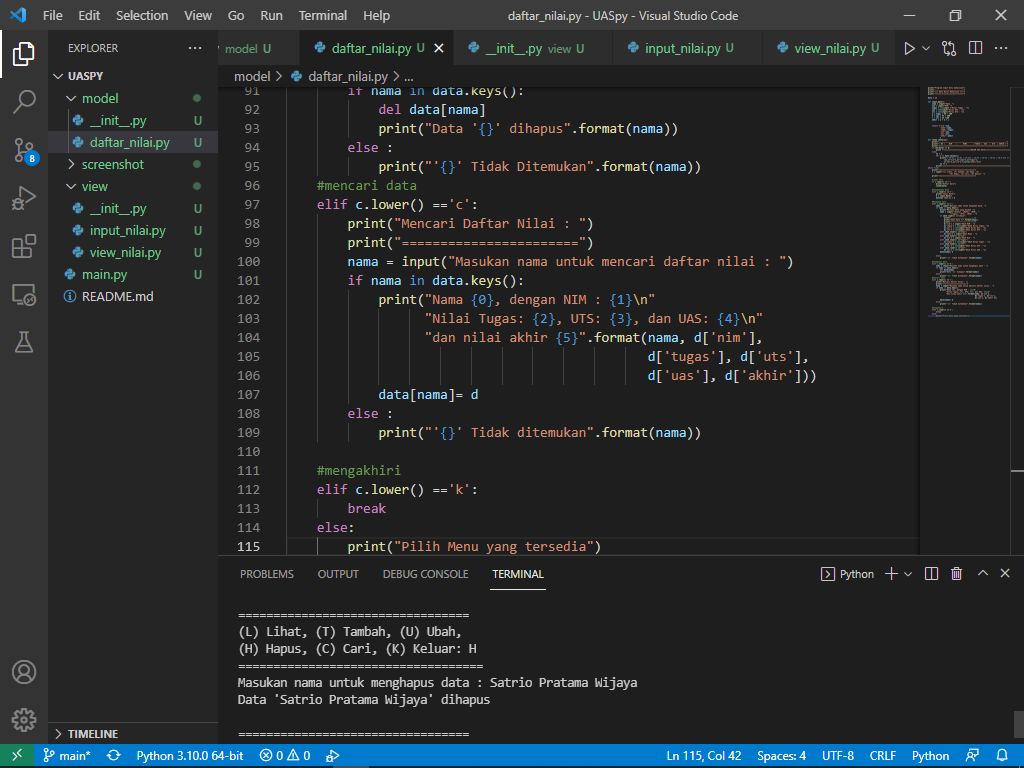 File Edit Selection View Go Run Terminal Help daftar_nilai.py - UASpy - Visual Studio Code
EXPLORER ...
model U daftar_nilai.py U __init__.py view U input_nilai.py U view_nilai.py U ...
model > daftar_nilai.py > ...
UASPY
model
__init__.py U
daftar_nilai.py U
screenshot
view
__init__.py U
input_nilai.py U
view_nilai.py U
main.py U
README.md
8
TIMELINE
91 if nama in data.keys():
92 del data[nama]
93 print("Data '{}' dihapus".format(nama))
94 else :
95 print("'{}' Tidak Ditemukan".format(nama))
96 #mencari data
97 elif c.lower() =='c':
98 print("Mencari Daftar Nilai : ")
99 print("=======================")
100 nama = input("Masukan nama untuk mencari daftar nilai : ")
101 if nama in data.keys():
102 print("Nama {0}, dengan NIM : {1}\n"
103 "Nilai Tugas: {2}, UTS: {3}, dan UAS: {4}\n"
104 "dan nilai akhir {5}".format(nama, d['nim'],
105 d['tugas'], d['uts'],
106 d['uas'], d['akhir']))
107 data[nama]= d
108 else :
109 print("'{}' Tidak ditemukan".format(nama))
110
111 #mengakhiri
112 elif c.lower() =='k':
113 break
114 else:
115 print("Pilih Menu yang tersedia")
PROBLEMS OUTPUT DEBUG CONSOLE TERMINAL Python
=================================
(L) Lihat, (T) Tambah, (U) Ubah,
(H) Hapus, (C) Cari, (K) Keluar: H
===================================
Masukan nama untuk menghapus data : Satrio Pratama Wijaya
Data 'Satrio Pratama Wijaya' dihapus
=================================
main* Python 3.10.0 64-bit 0 0 Ln 115, Col 42 Spaces: 4 UTF-8 CRLF Python